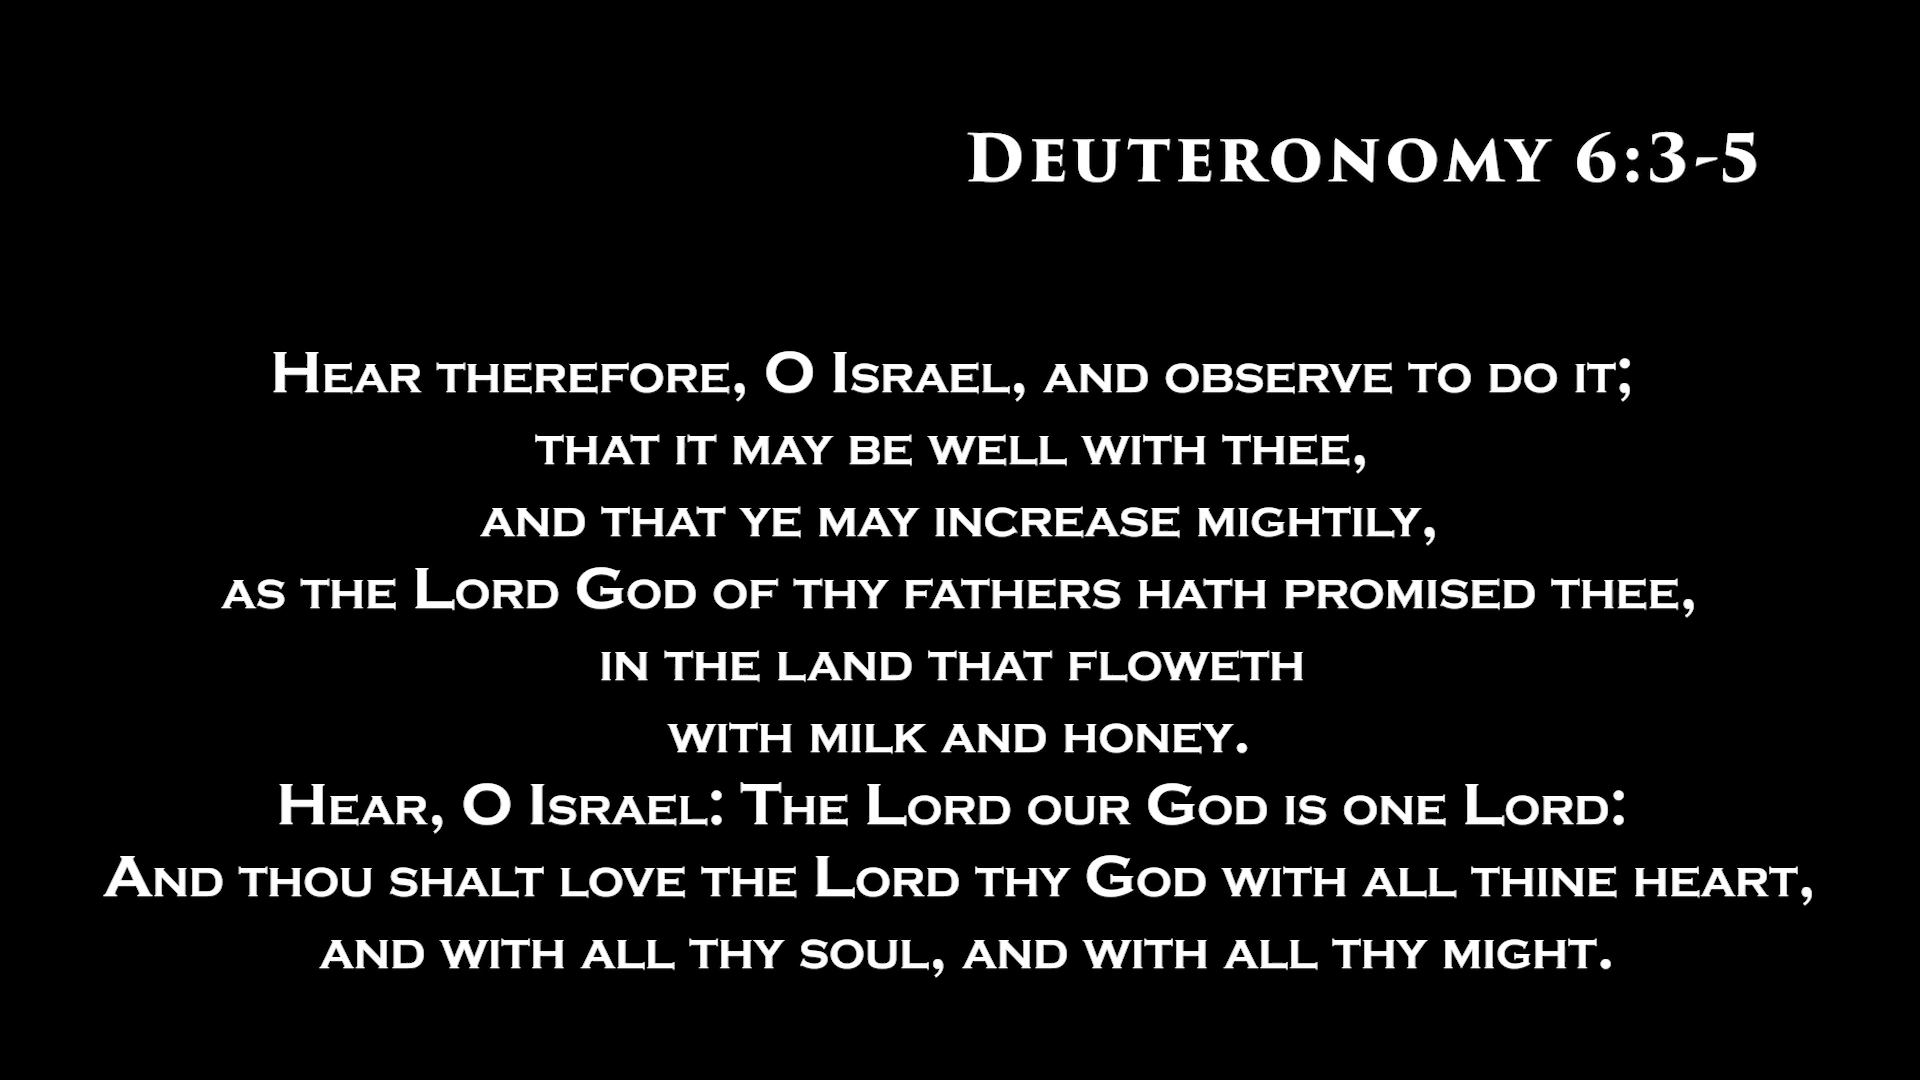 Deuteronomy 6:3-5
Hear therefore, O Israel, and observe to do it;
that it may be well with thee,
and that ye may increase mightily,
as the Lord God of thy fathers hath promised thee,
in the land that floweth
with milk and honey.
Hear, O Israel: The Lord our God is one Lord:
And thou shalt love the Lord thy God with all thine heart,
and with all thy soul, and with all thy might.